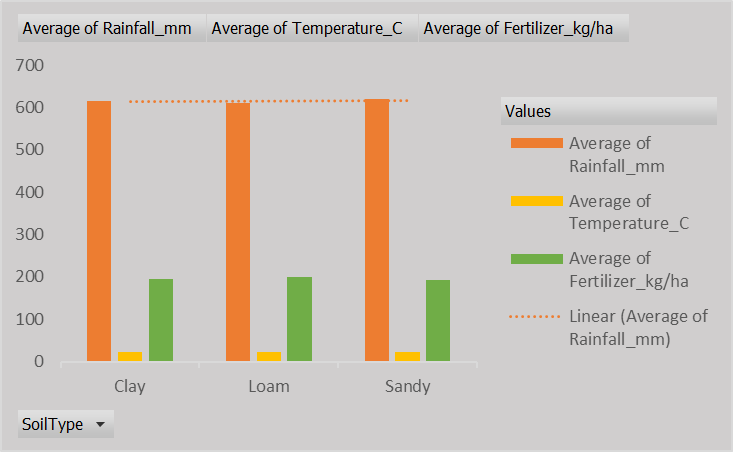 Average of Rainfall_mm Average of Temperature_C Average of Fertilizer_kg/ha
700
600
500
400
300
200
100
0
Clay Loam Sandy
Values
Average of
Rainfall_mm
Average of
Temperature_C
Average of
Fertilizer_kg/ha
Linear (Average of
Rainfall_mm)
SoilType